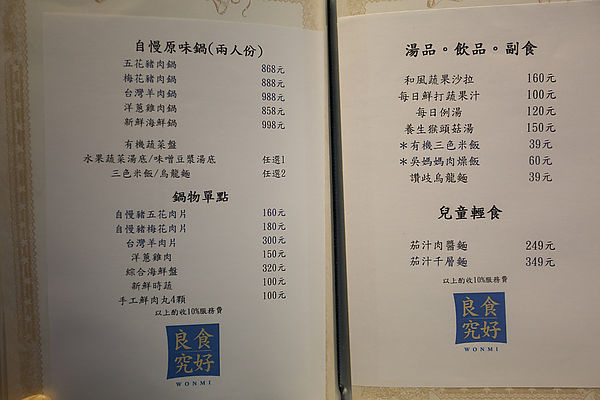 自慢原味鍋(兩人份)
五花豬肉鍋 868元
梅花豬肉鍋 888元
台灣羊肉鍋 988元
洋蔥雞肉鍋 858元
新鮮海鮮鍋 998元
有機蔬菜盤
水果蔬菜湯底/味噌豆漿湯底 任選1
三色米飯/烏龍麵 任選2
鍋物單點
自慢豬五花肉片 160元
自慢豬梅花肉片 180元
台灣羊肉片 300元
洋蔥雞肉 150元
綜合海鮮盤 320元
新鮮時蔬 100元
手工鮮肉丸4顆 100元
以上酌收10%服務費
良食
究好
WONMI
湯品。飲品。副食
和風蔬果沙拉 160元
每日鮮打蔬果汁 100元
每日例湯 120元
養生猴頭菇湯 150元
*有機三色米飯 39元
*吳媽媽肉燥飯 60元
讚歧烏龍麵 39元
兒童輕食
茄汁肉醬麵 249元
茄汁千層麵 349元
以上酌收10%服務費
良食
究好
WONMI